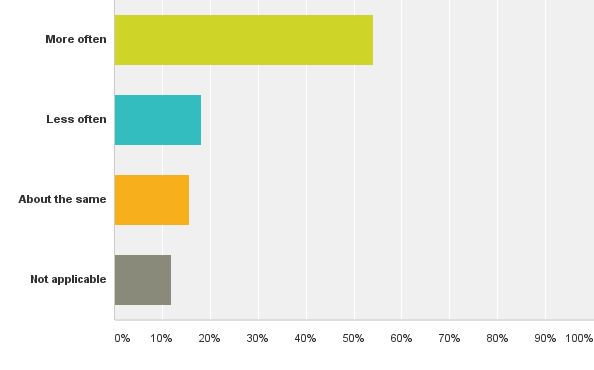 More often
Less often
About the same
Not applicable
0% 10% 20% 30% 40% 50% 60% 70% 80% 90% 100%